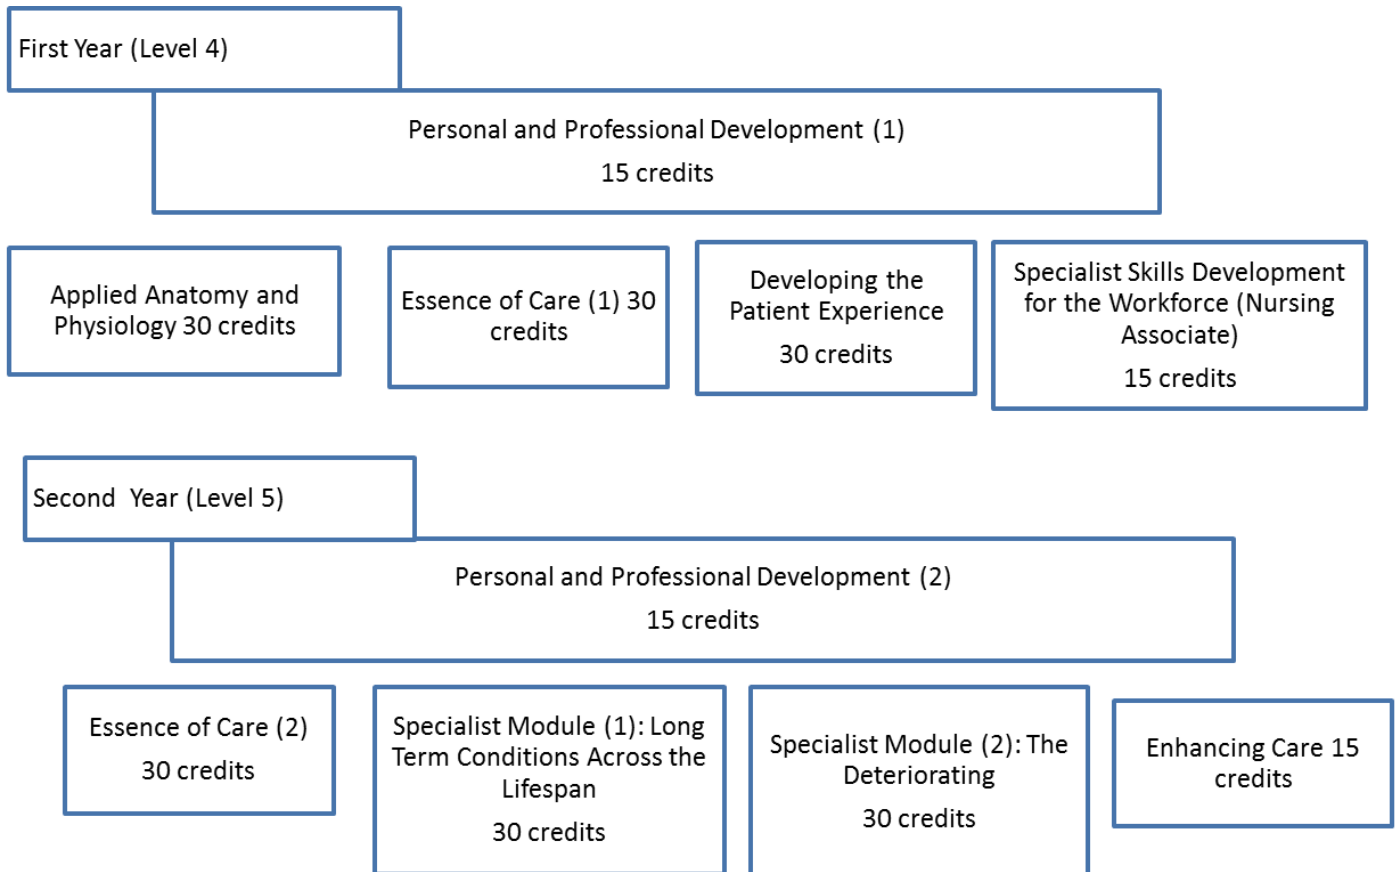 First Year (Level 4)
Personal and Professional Development (1)
15 credits
Applied Anatomy and
Physiology 30 credits
Essence of Care (1) 30
credits
Developing the
Patient Experience
30 credits
Specialist Skills Development
for the Workforce (Nursing
Associate)
15 credits
Second  Year (Level 5)
Personal and Professional Development (2)
15 credits
Essence of Care (2)
30 credits
Specialist Module (1): Long
Term Conditions Across the
Lifespan
30 credits
Specialist Module (2): The
Deteriorating
30 credits
Enhancing Care 15
credits